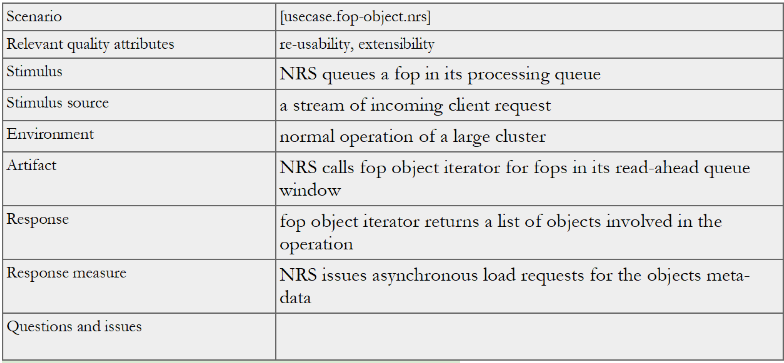 Scenario [usecase.fop-object.nrs]
Relevant quality attributes re-usability, extensibility
Stimulus NRS queues a fop in its processing queue
Stimulus source a stream of incoming client request
Environment normal operation of a large cluster
Artifact NRS calls fop object iterator for fops in its read-ahead queue
window
Response fop object iterator returns a list of objects involved in the
operation
Response measure NRS issues asynchronous load requests for the objects meta-
data
Questions and issues